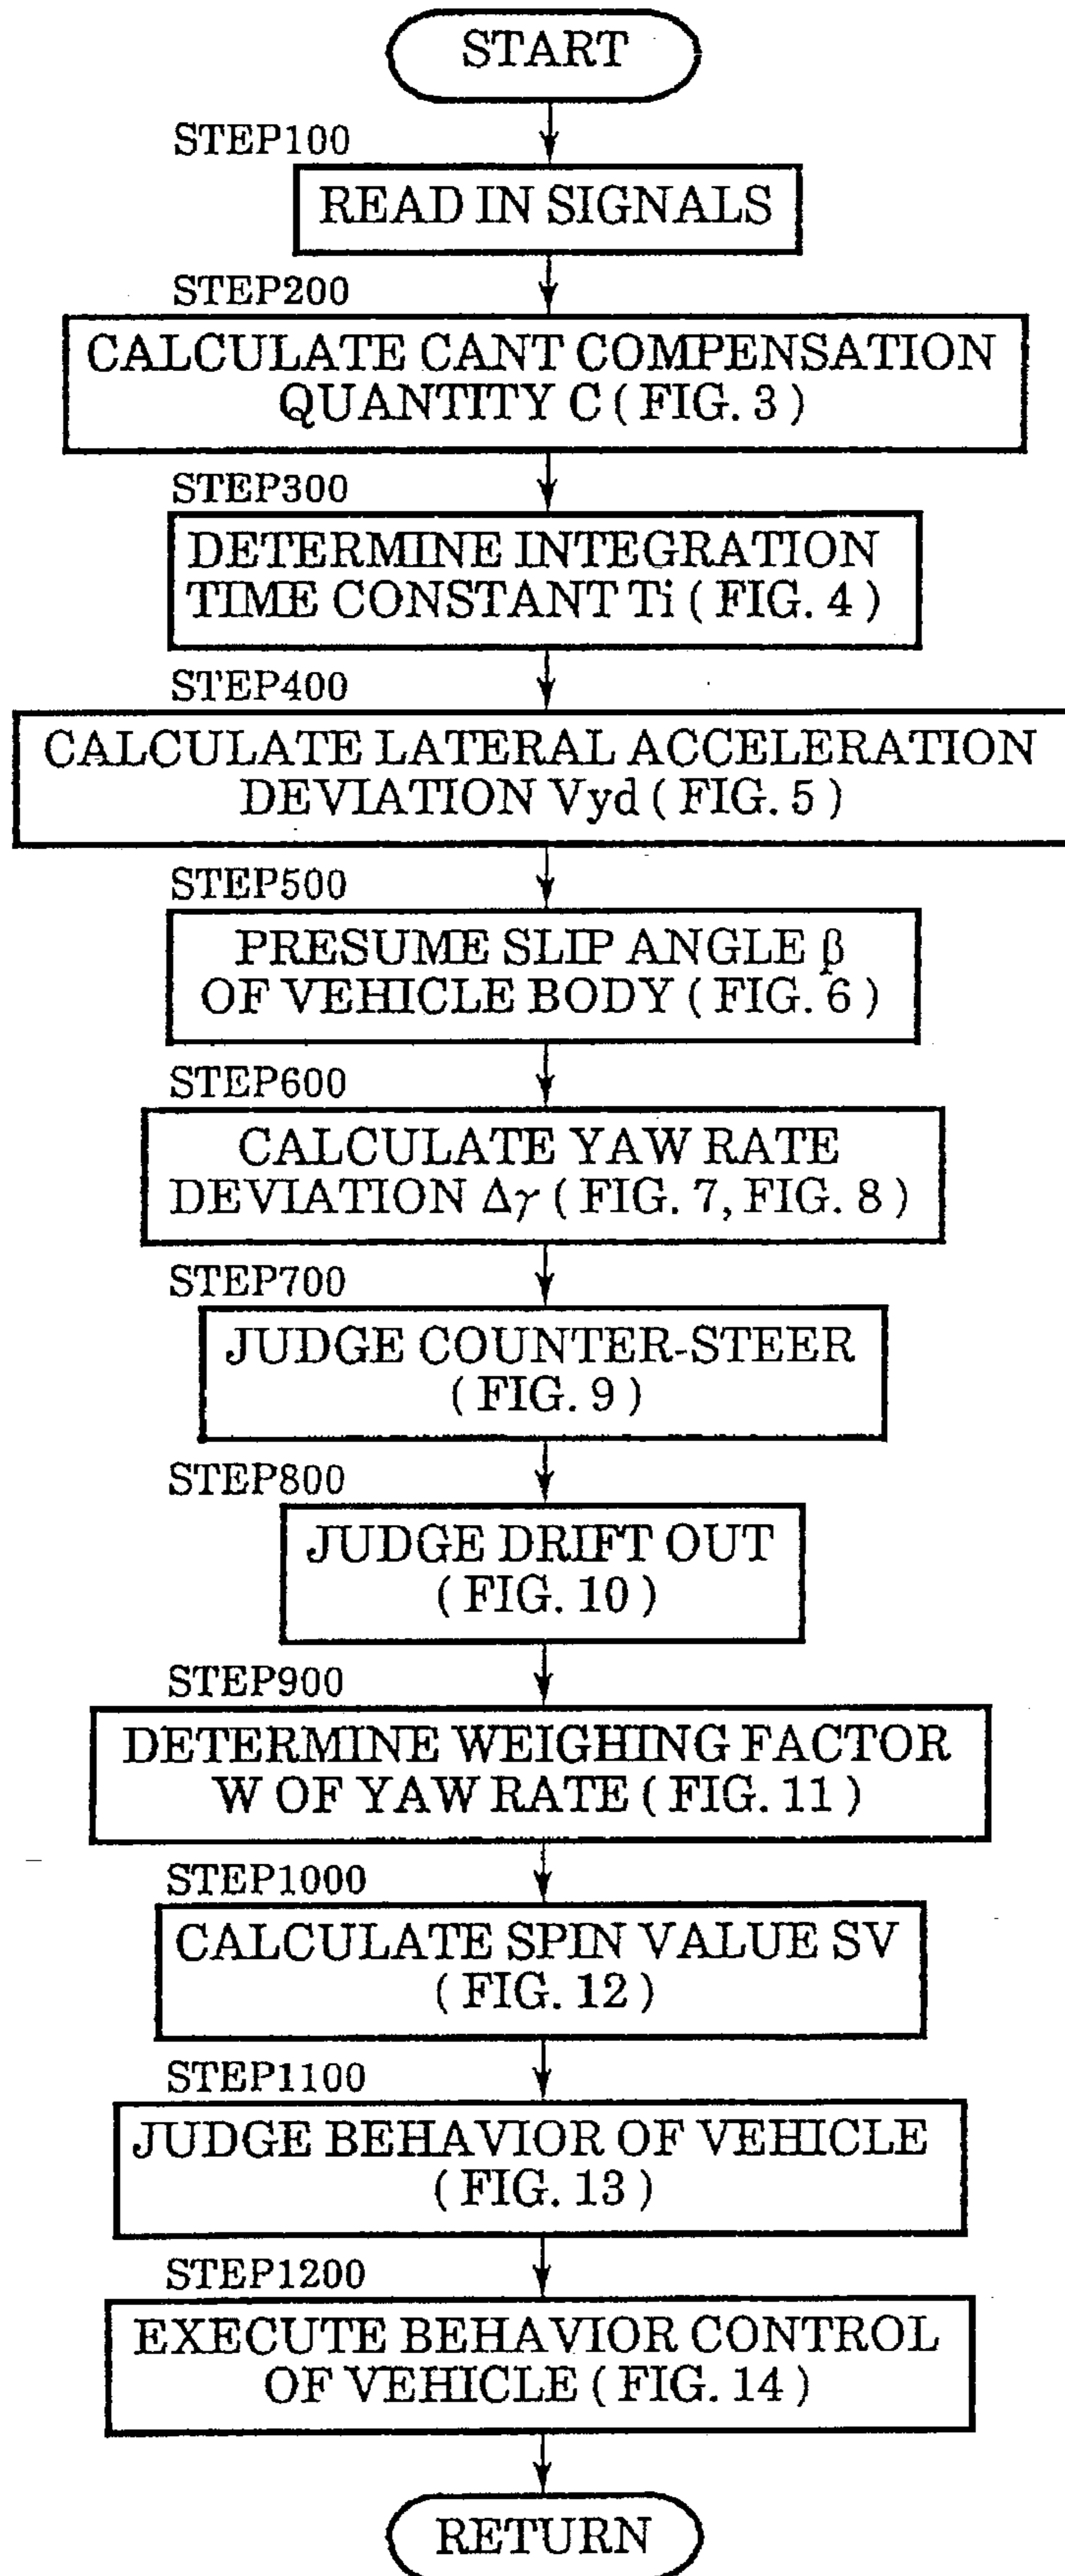 START
STEP100
READ IN SIGNALS
STEP200
CALCULATE CANT COMPENSATION
QUANTITY C ( FIG. 3 )
STEP300
DETERMINE INTEGRATION
TIME CONSTANT Ti ( FIG. 4 )
STEP400
CALCULATE LATERAL ACCELERATION
DEVIATION Vyd ( FIG. 5 )
STEP500
PRESUME SLIP ANGLE β
OF VEHICLE BODY ( FIG. 6 )
STEP600
CALCULATE YAW RATE
DEVIATION Δγ ( FIG. 7, FIG. 8 )
STEP700
JUDGE COUNTER-STEER
( FIG. 9 )
STEP800
JUDGE DRIFT OUT
( FIG. 10 )
STEP900
DETERMINE WEIGHING FACTOR
W OF YAW RATE ( FIG. 11 )
STEP1000
CALCULATE SPIN VALUE SV
( FIG. 12 )
STEP1100
JUDGE BEHAVIOR OF VEHICLE
( FIG. 13 )
STEP1200
EXECUTE BEHAVIOR CONTROL
OF VEHICLE ( FIG. 14 )
RETURN